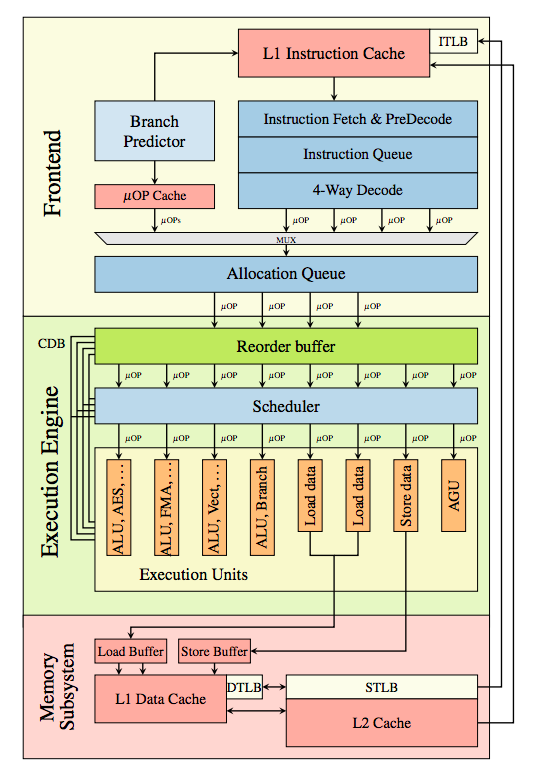 Frontend
L1 Instruction Cache
ITLB
Branch
Predictor
Instruction Fetch & PreDecode
Instruction Queue
4-Way Decode
μOP Cache
μOPs
μOP
μOP
μOP
μOP
MUX
Allocation Queue
μOP
μOP
μOP
μOP
Execution Engine
CDB
Reorder buffer
μOP
μOP
μOP
μOP
μOP
μOP
μOP
μOP
Scheduler
μOP
μOP
μOP
μOP
μOP
μOP
μOP
μOP
ALU, AES, . . .
ALU, FMA, . . .
ALU, Vect, . . .
ALU, Branch
Load data
Load data
Store data
AGU
Execution Units
Memory
Subsystem
Load Buffer
Store Buffer
L1 Data Cache
DTLB
STLB
L2 Cache